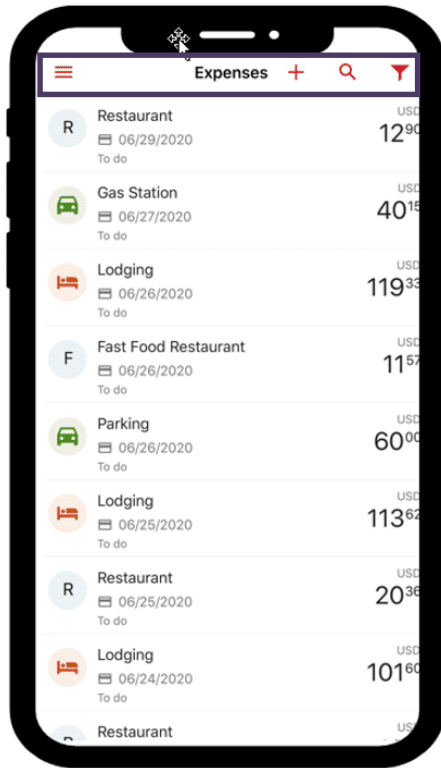 Expenses
Restaurant
USD
06/29/2020
1290
To do
Gas Station
USD
06/27/2020
4015
To do
Lodging
USD
06/26/2020
11933
To do
Fast Food Restaurant
USD
06/26/2020
1157
To do
Parking
USD
06/26/2020
6000
To do
Lodging
USD
06/25/2020
11362
To do
Restaurant
USD
06/25/2020
2036
To do
Lodging
USD
06/24/2020
10160
To do
Restaurant
USD
R
F
R